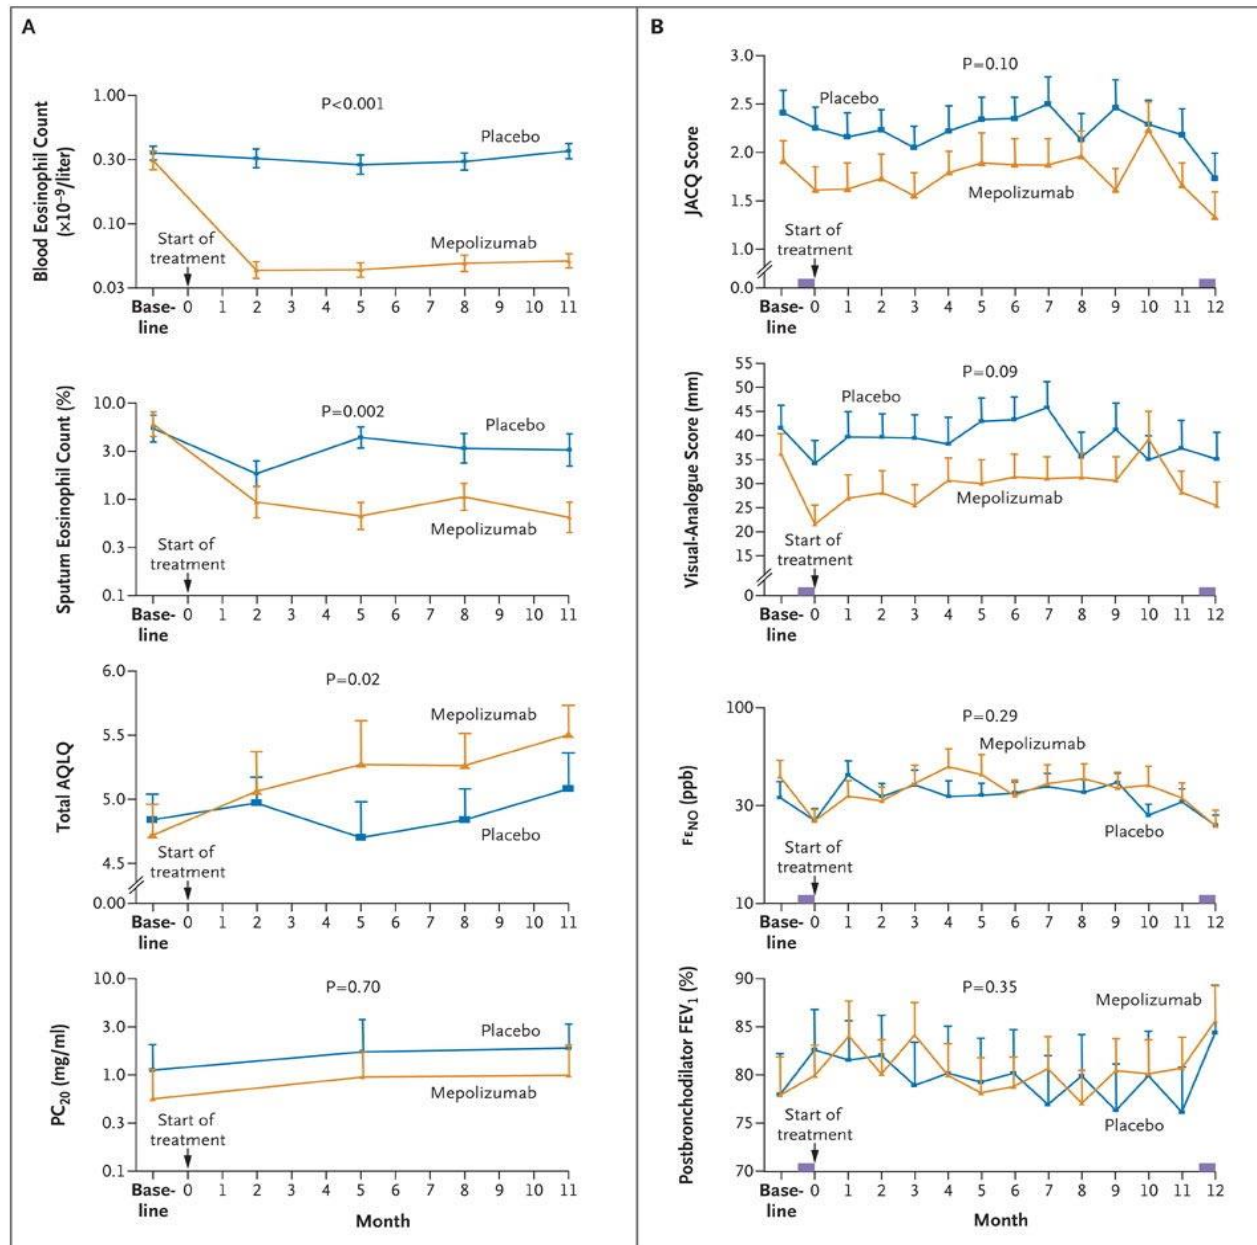 A
P<0.001
1.00
0.30
0.10
0.03
Blood Eosinophil Count
(×10⁻⁹/liter)
Placebo
Mepolizumab
Start of
treatment
Base- 0 1 2 3 4 5 6 7 8 9 10 11
line
P=0.002
10.0
3.0
1.0
0.3
0.1
Sputum Eosinophil Count (%)
Placebo
Mepolizumab
Start of
treatment
Base- 0 1 2 3 4 5 6 7 8 9 10 11
line
P=0.02
6.0
5.5
5.0
4.5
0.00
Total AQLQ
Mepolizumab
Placebo
Start of
treatment
Base- 0 1 2 3 4 5 6 7 8 9 10 11
line
P=0.70
10.0
3.0
1.0
0.3
0.1
PC₂₀ (mg/ml)
Placebo
Mepolizumab
Start of
treatment
Base- 0 1 2 3 4 5 6 7 8 9 10 11
line
Month
B
P=0.10
3.0
2.5
2.0
1.5
1.0
0.0
JACQ Score
Placebo
Mepolizumab
Start of
treatment
Base- 0 1 2 3 4 5 6 7 8 9 10 11 12
line
P=0.09
55
50
45
40
35
30
25
20
15
0
Visual-Analogue Score (mm)
Placebo
Mepolizumab
Start of
treatment
Base- 0 1 2 3 4 5 6 7 8 9 10 11 12
line
P=0.29
100
30
10
FENO (ppb)
Mepolizumab
Placebo
Start of
treatment
Base- 0 1 2 3 4 5 6 7 8 9 10 11 12
line
P=0.35
90
85
80
75
70
Postbronchodilator FEV₁ (%)
Mepolizumab
Placebo
Start of
treatment
Base- 0 1 2 3 4 5 6 7 8 9 10 11 12
line
Month